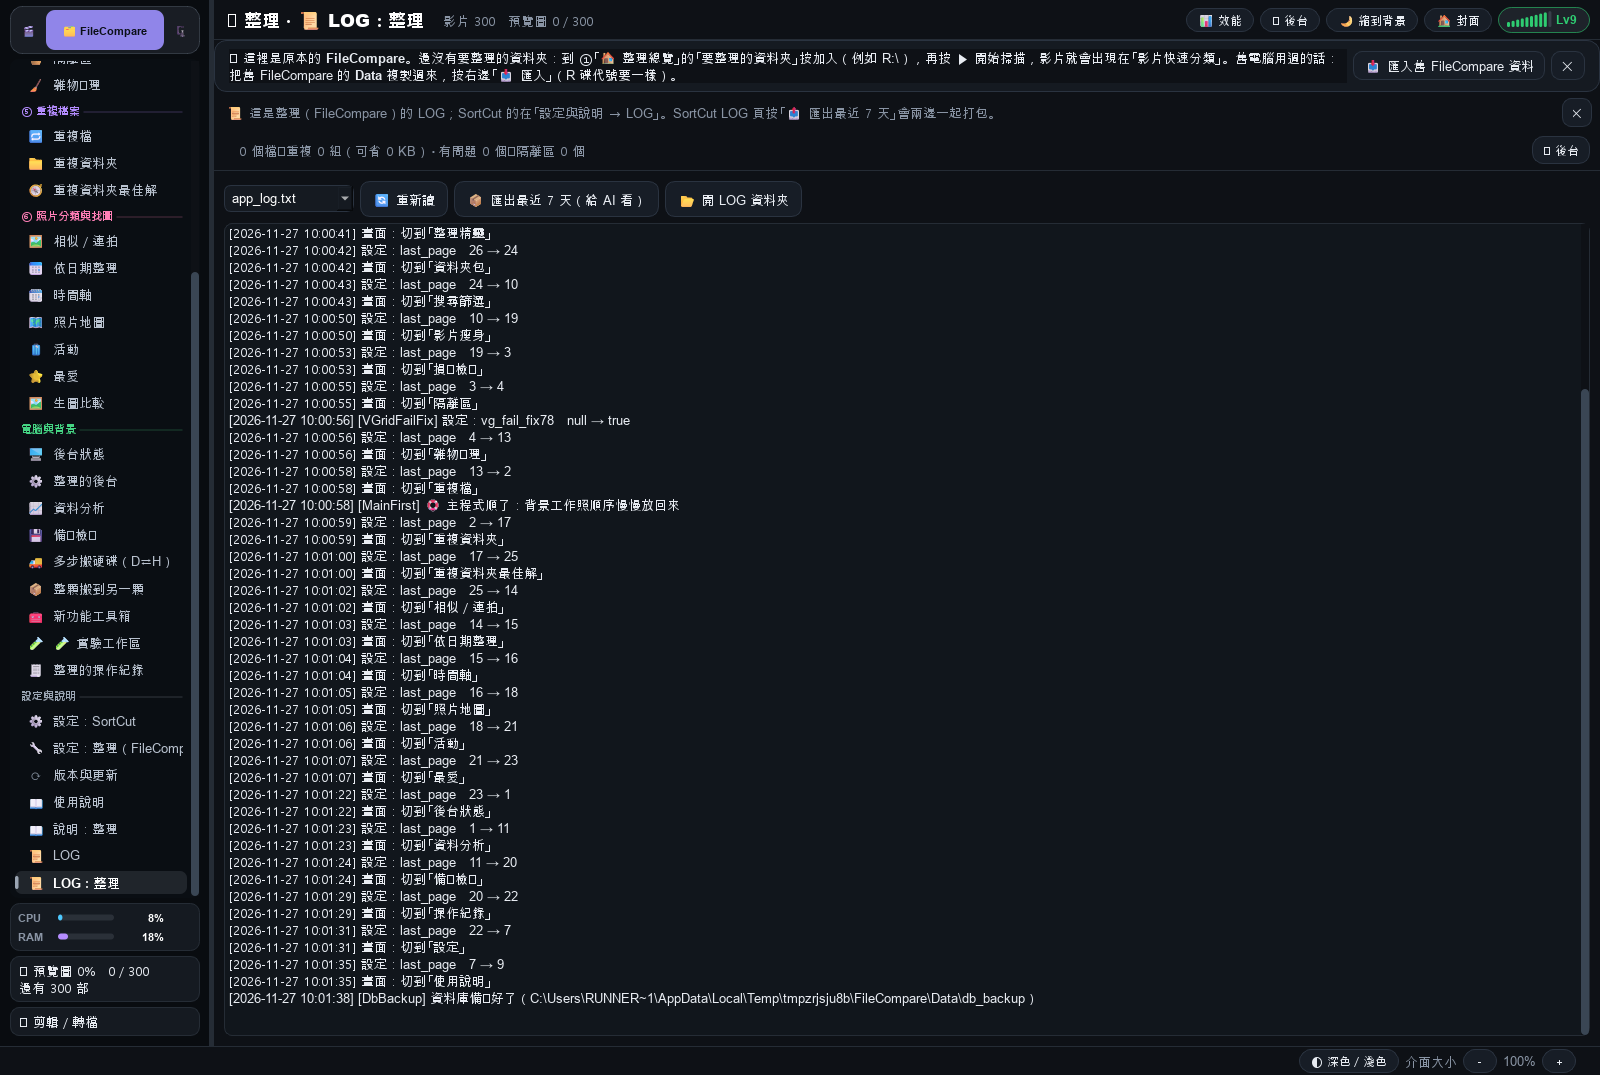 FileCompare
雜物理
⑤ 重複檔案
重複檔
重複資料夾
重複資料夾最佳解
⑥ 照片分類與找圖
相似 / 連拍
依日期整理
時間軸
照片地圖
活動
最愛
生圖比較
電腦與背景
後台狀態
整理的後台
資料分析
備檢
多步搬硬碟（D⇌H）
整顆搬到另一顆
新功能工具箱
實驗工作區
整理的操作紀錄
設定與說明
設定：SortCut
設定：整理（FileComp
版本與更新
使用說明
說明：整理
LOG
LOG：整理
CPU 8%
RAM 18%
預覽圖 0% 0 / 300
還有 300 部
剪輯 / 轉檔
整理 · LOG：整理 影片 300 預覽圖 0 / 300
效能
後台
縮到背景
封面
Lv9
這裡是原本的 FileCompare。還沒有要整理的資料夾：到 ①「整理總覽」的「要整理的資料夾」按加入（例如 R:\），再按 ▶ 開始掃描，影片就會出現在「影片快速分類」。舊電腦用過的話：
把舊 FileCompare 的 Data 複製過來，按右邊「匯入」（R 碟代號要一樣）。
匯入舊 FileCompare 資料
這是整理（FileCompare）的 LOG；SortCut 的在「設定與說明 → LOG」。SortCut LOG 頁按「匯出最近 7 天」會兩邊一起打包。
0 個檔重複 0 組（可省 0 KB）· 有問題 0 個隔離區 0 個
後台
app_log.txt
重新讀
匯出最近 7 天（給 AI 看）
開 LOG 資料夾
[2026-11-27 10:00:41] 畫面：切到「整理精靈」
[2026-11-27 10:00:42] 設定：last_page 26 → 24
[2026-11-27 10:00:42] 畫面：切到「資料夾包」
[2026-11-27 10:00:43] 設定：last_page 24 → 10
[2026-11-27 10:00:43] 畫面：切到「搜尋篩選」
[2026-11-27 10:00:50] 設定：last_page 10 → 19
[2026-11-27 10:00:50] 畫面：切到「影片瘦身」
[2026-11-27 10:00:53] 設定：last_page 19 → 3
[2026-11-27 10:00:53] 畫面：切到「損檢」
[2026-11-27 10:00:55] 設定：last_page 3 → 4
[2026-11-27 10:00:55] 畫面：切到「隔離區」
[2026-11-27 10:00:56] [VGridFailFix] 設定：vg_fail_fix78 null → true
[2026-11-27 10:00:56] 設定：last_page 4 → 13
[2026-11-27 10:00:56] 畫面：切到「雜物理」
[2026-11-27 10:00:58] 設定：last_page 13 → 2
[2026-11-27 10:00:58] 畫面：切到「重複檔」
[2026-11-27 10:00:58] [MainFirst] 主程式順了：背景工作照順序慢慢放回來
[2026-11-27 10:00:59] 設定：last_page 2 → 17
[2026-11-27 10:00:59] 畫面：切到「重複資料夾」
[2026-11-27 10:01:00] 設定：last_page 17 → 25
[2026-11-27 10:01:00] 畫面：切到「重複資料夾最佳解」
[2026-11-27 10:01:02] 設定：last_page 25 → 14
[2026-11-27 10:01:02] 畫面：切到「相似 / 連拍」
[2026-11-27 10:01:03] 設定：last_page 14 → 15
[2026-11-27 10:01:03] 畫面：切到「依日期整理」
[2026-11-27 10:01:04] 設定：last_page 15 → 16
[2026-11-27 10:01:04] 畫面：切到「時間軸」
[2026-11-27 10:01:05] 設定：last_page 16 → 18
[2026-11-27 10:01:05] 畫面：切到「照片地圖」
[2026-11-27 10:01:06] 設定：last_page 18 → 21
[2026-11-27 10:01:06] 畫面：切到「活動」
[2026-11-27 10:01:07] 設定：last_page 21 → 23
[2026-11-27 10:01:07] 畫面：切到「最愛」
[2026-11-27 10:01:22] 設定：last_page 23 → 1
[2026-11-27 10:01:22] 畫面：切到「後台狀態」
[2026-11-27 10:01:23] 設定：last_page 1 → 11
[2026-11-27 10:01:23] 畫面：切到「資料分析」
[2026-11-27 10:01:24] 設定：last_page 11 → 20
[2026-11-27 10:01:24] 畫面：切到「備檢」
[2026-11-27 10:01:29] 設定：last_page 20 → 22
[2026-11-27 10:01:29] 畫面：切到「操作紀錄」
[2026-11-27 10:01:31] 設定：last_page 22 → 7
[2026-11-27 10:01:31] 畫面：切到「設定」
[2026-11-27 10:01:35] 設定：last_page 7 → 9
[2026-11-27 10:01:35] 畫面：切到「使用說明」
[2026-11-27 10:01:38] [DbBackup] 資料庫備好了（C:\Users\RUNNER~1\AppData\Local\Temp\tmpzrjsju8b\FileCompare\Data\db_backup）
深色 / 淺色
介面大小
-
100%
+